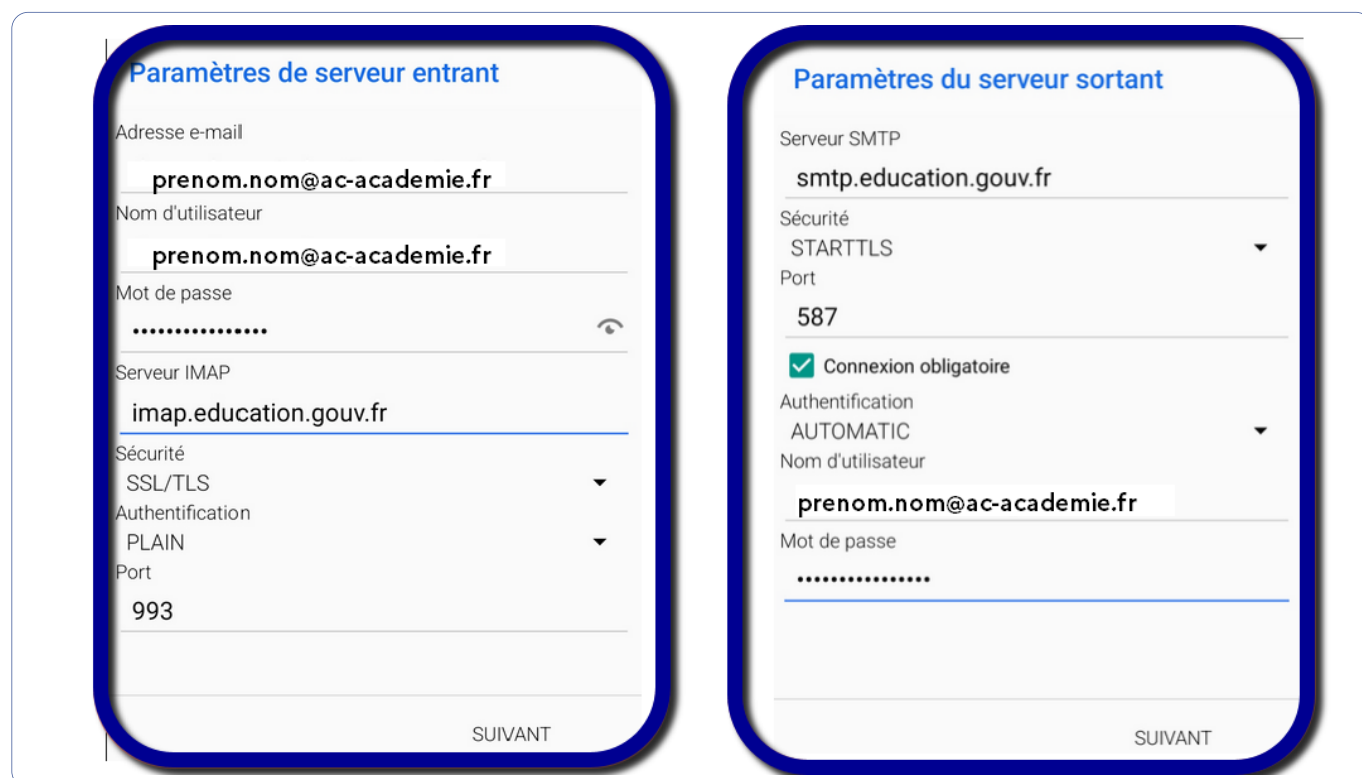 Paramètres de serveur entrant
Adresse e-mail
prenom.nom@ac-academie.fr
Nom d'utilisateur
prenom.nom@ac-academie.fr
Mot de passe
••••••••••••••••
Serveur IMAP
imap.education.gouv.fr
Sécurité
SSL/TLS
Authentification
PLAIN
Port
993
SUIVANT
Paramètres du serveur sortant
Serveur SMTP
smtp.education.gouv.fr
Sécurité
STARTTLS
Port
587
Connexion obligatoire
Authentification
AUTOMATIC
Nom d'utilisateur
prenom.nom@ac-academie.fr
Mot de passe
••••••••••••••••
SUIVANT